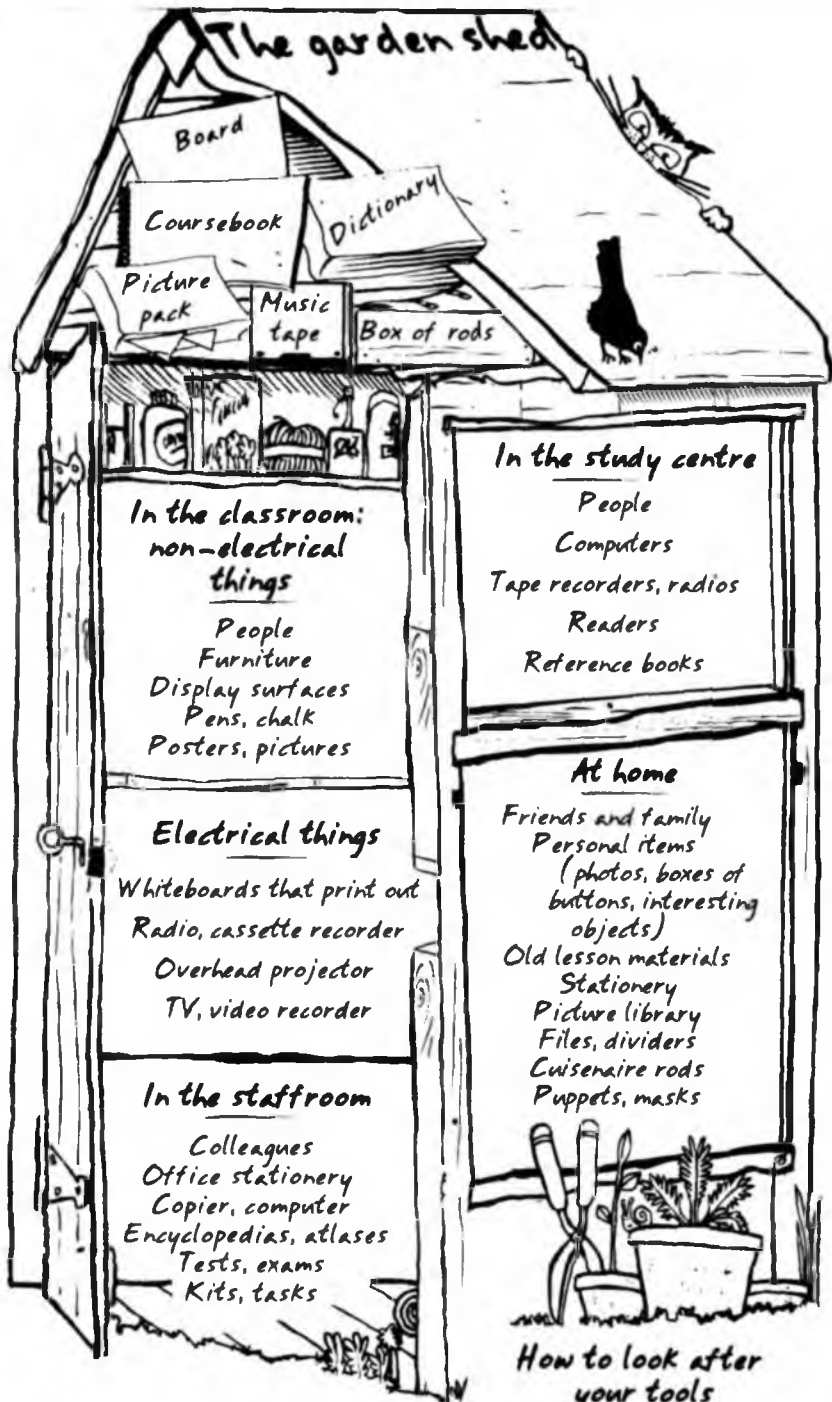 The garden shed
Board
Coursebook
Dictionary
Picture
pack
Music
tape
Box of rods
In the classroom:
non-electrical
things
People
Furniture
Display surfaces
Pens, chalk
Posters, pictures
Electrical things
Whiteboards that print out
Radio, cassette recorder
Overhead projector
TV, video recorder
In the staffroom
Colleagues
Office stationery
Copier, computer
Encyclopedias, atlases
Tests, exams
Kits, tasks
In the study centre
People
Computers
Tape recorders, radios
Readers
Reference books
At home
Friends and family
Personal items
(photos, boxes of
buttons, interesting
objects)
Old lesson materials
Stationery
Picture library
Files, dividers
Cuisenaire rods
Puppets, masks
How to look after
your tools